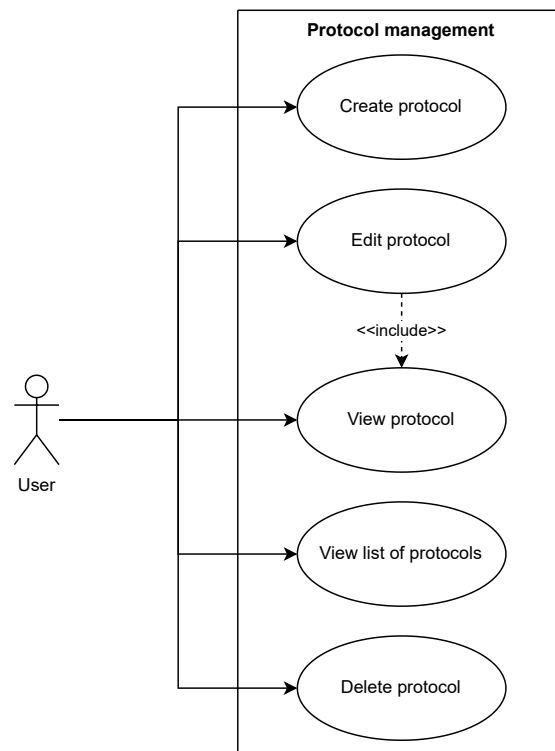 Protocol management
Create protocol
Edit protocol
<<include>>
View protocol
User
View list of protocols
Delete protocol